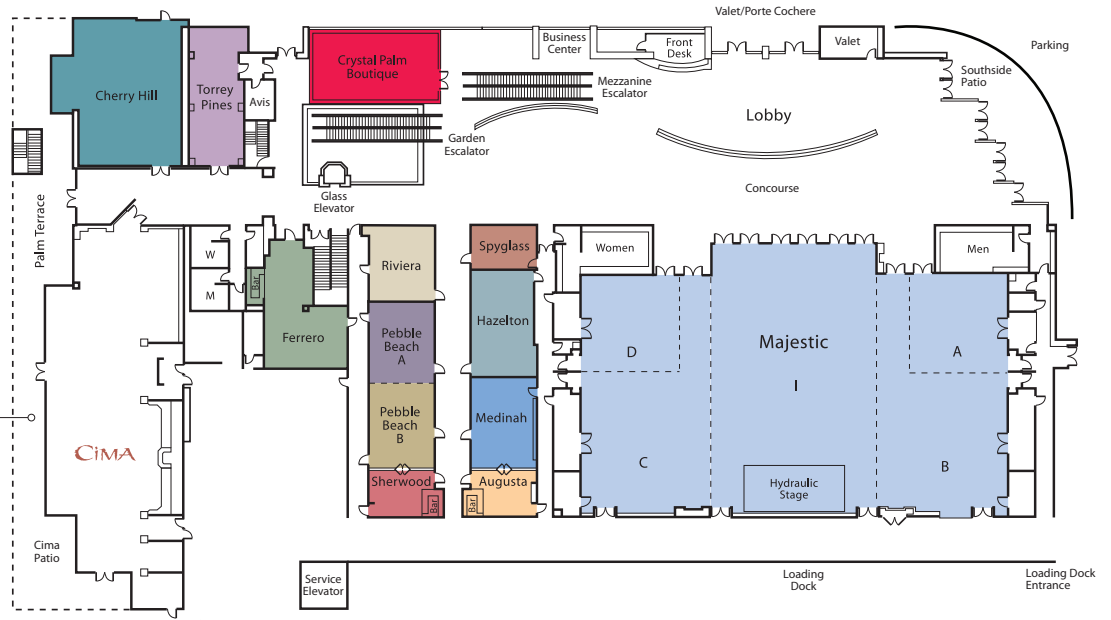 Valet/Porte Cochere
Parking
Business
Center
Front
Desk
Valet
Southside
Patio
Crystal Palm
Boutique
Mezzanine
Escalator
Cherry Hill
Torrey
Pines
Avis
Lobby
Garden
Escalator
Concourse
Glass
Elevator
Palm Terrace
W
M
Bar
Ferrero
Riviera
Spyglass
Women
Men
Pebble
Beach
A
Hazelton
D
Majestic
A
I
Pebble
Beach
B
Medinah
CIMA
C
B
Sherwood
Bar
Augusta
Bar
Hydraulic
Stage
Cima
Patio
Service
Elevator
Loading
Dock
Loading Dock
Entrance